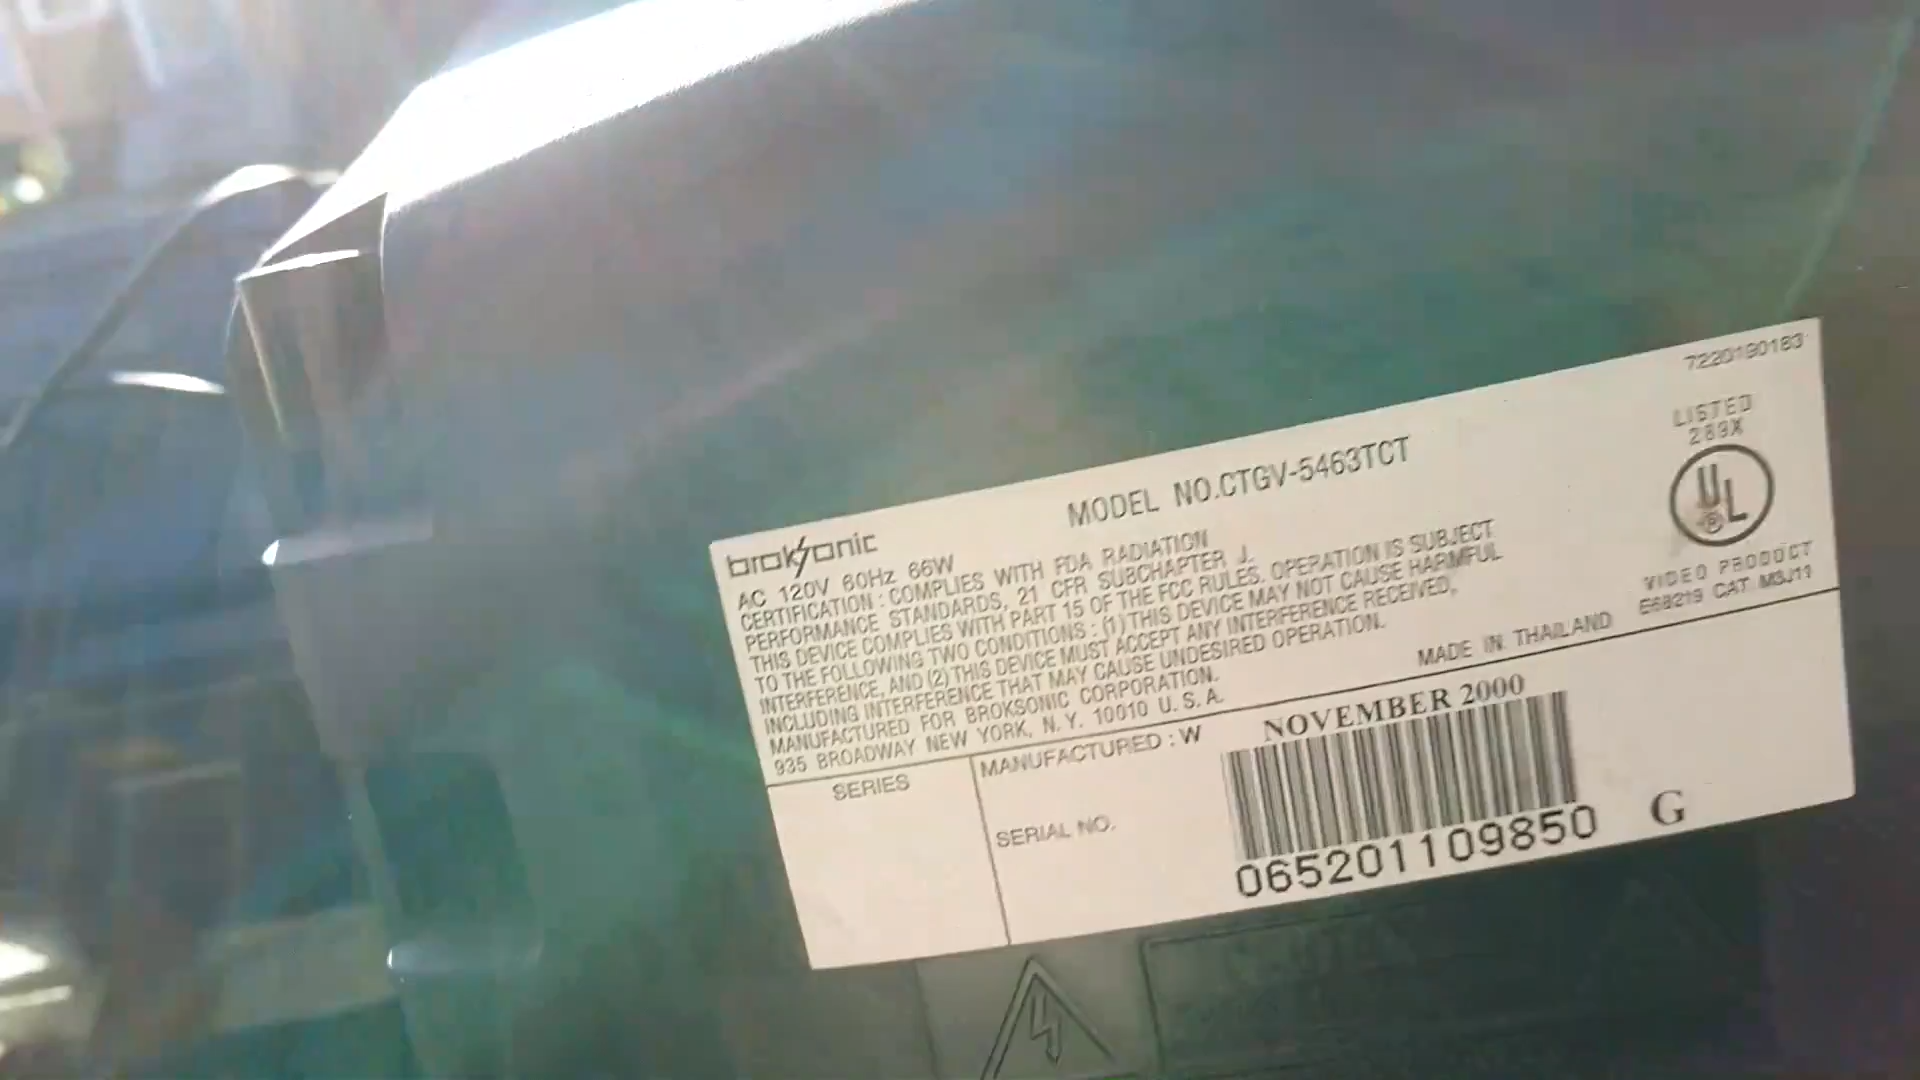 7220190183
LISTED
289X
UL
VIDEO PRODUCT
E68219 CAT M3J11
broksonic
MODEL NO.CTGV-5463TCT
AC 120V 60Hz 66W
CERTIFICATION : COMPLIES WITH FDA RADIATION
PERFORMANCE STANDARDS, 21 CFR SUBCHAPTER J.
THIS DEVICE COMPLIES WITH PART 15 OF THE FCC RULES. OPERATION IS SUBJECT
TO THE FOLLOWING TWO CONDITIONS : (1) THIS DEVICE MAY NOT CAUSE HARMFUL
INTERFERENCE, AND (2) THIS DEVICE MUST ACCEPT ANY INTERFERENCE RECEIVED,
INCLUDING INTERFERENCE THAT MAY CAUSE UNDESIRED OPERATION.
MANUFACTURED FOR BROKSONIC CORPORATION.
935 BROADWAY NEW YORK, N.Y. 10010 U.S.A.
MADE IN THAILAND
SERIES
MANUFACTURED : W
NOVEMBER 2000
SERIAL NO.
065201109850 G